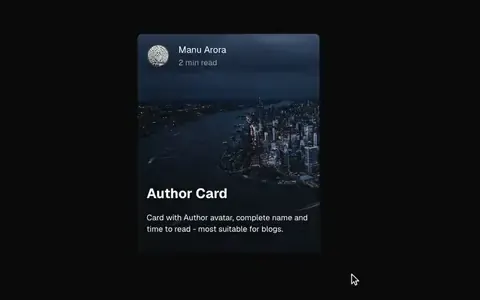 Manu Arora
2 min read
Author Card
Card with Author avatar, complete name and
time to read - most suitable for blogs.